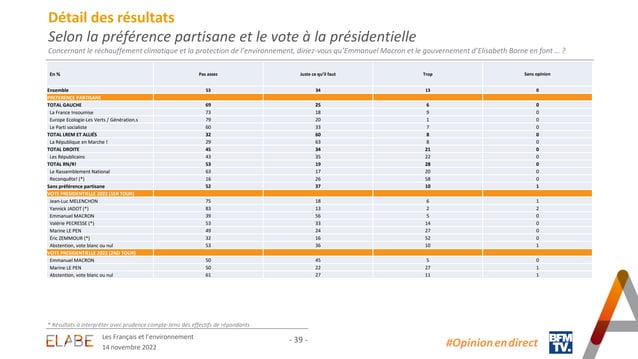 Détail des résultats
Selon la préférence partisane et le vote à la présidentielle
Concernant le réchauffement climatique et la protection de l'environnement, diriez-vous qu'Emmanuel Macron et le gouvernement d'Elisabeth Borne en font … ?
En % Pas assez Juste ce qu'il faut Trop Sans opinion
Ensemble 53 34 13 0
PREFERENCE PARTISANE
TOTAL GAUCHE 69 25 6 0
La France Insoumise 73 18 9 0
Europe Ecologie-Les Verts / Génération.s 79 20 1 0
Le Parti socialiste 60 33 7 0
TOTAL LREM ET ALLIÉS 32 60 8 0
La République en Marche ! 29 63 8 0
TOTAL DROITE 45 34 21 0
Les Républicains 43 35 22 0
TOTAL RN/R! 53 19 28 0
Le Rassemblement National 63 17 20 0
Reconquête! (*) 16 26 58 0
Sans préférence partisane 52 37 10 1
VOTE PRESIDENTIELLE 2022 (1ER TOUR)
Jean-Luc MELENCHON 75 18 6 1
Yannick JADOT (*) 83 13 2 2
Emmanuel MACRON 39 56 5 0
Valérie PECRESSE (*) 53 33 14 0
Marine LE PEN 49 24 27 0
Éric ZEMMOUR (*) 32 16 52 0
Abstention, vote blanc ou nul 53 36 10 1
VOTE PRESIDENTIELLE 2022 (2ND TOUR)
Emmanuel MACRON 50 45 5 0
Marine LE PEN 50 22 27 1
Abstention, vote blanc ou nul 61 27 11 1
* Résultats à interpréter avec prudence compte-tenu des effectifs de répondants
ELABE
Les Français et l'environnement
14 novembre 2022
- 39 -
#Opinion en direct
BFM
TV.